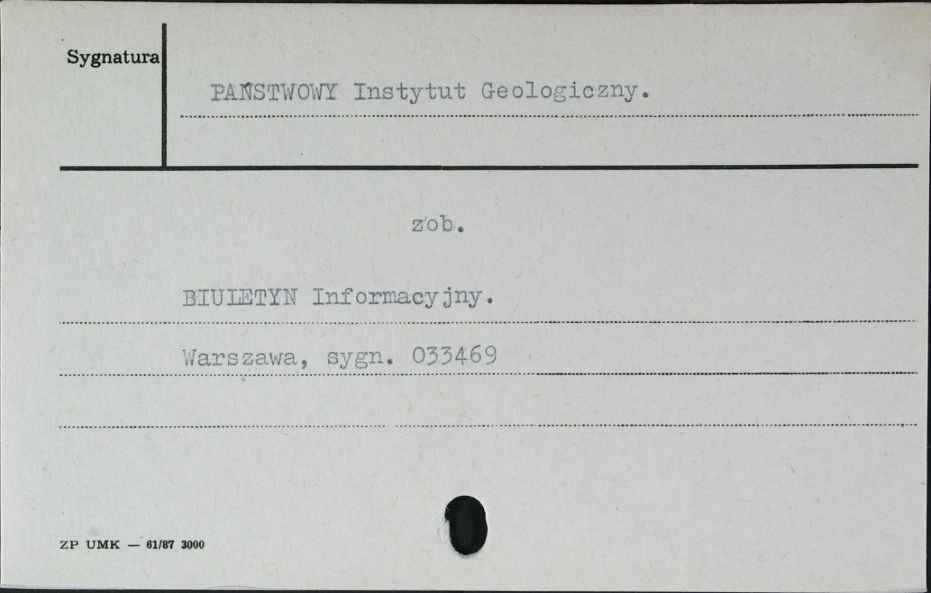 Sygnatura
PAŃSTWOWY Instytut Geologiczny.
zob.
BIULETYN Informacyjny.
Warszawa, sygn. 033469
ZP UMK — 61/87 3000